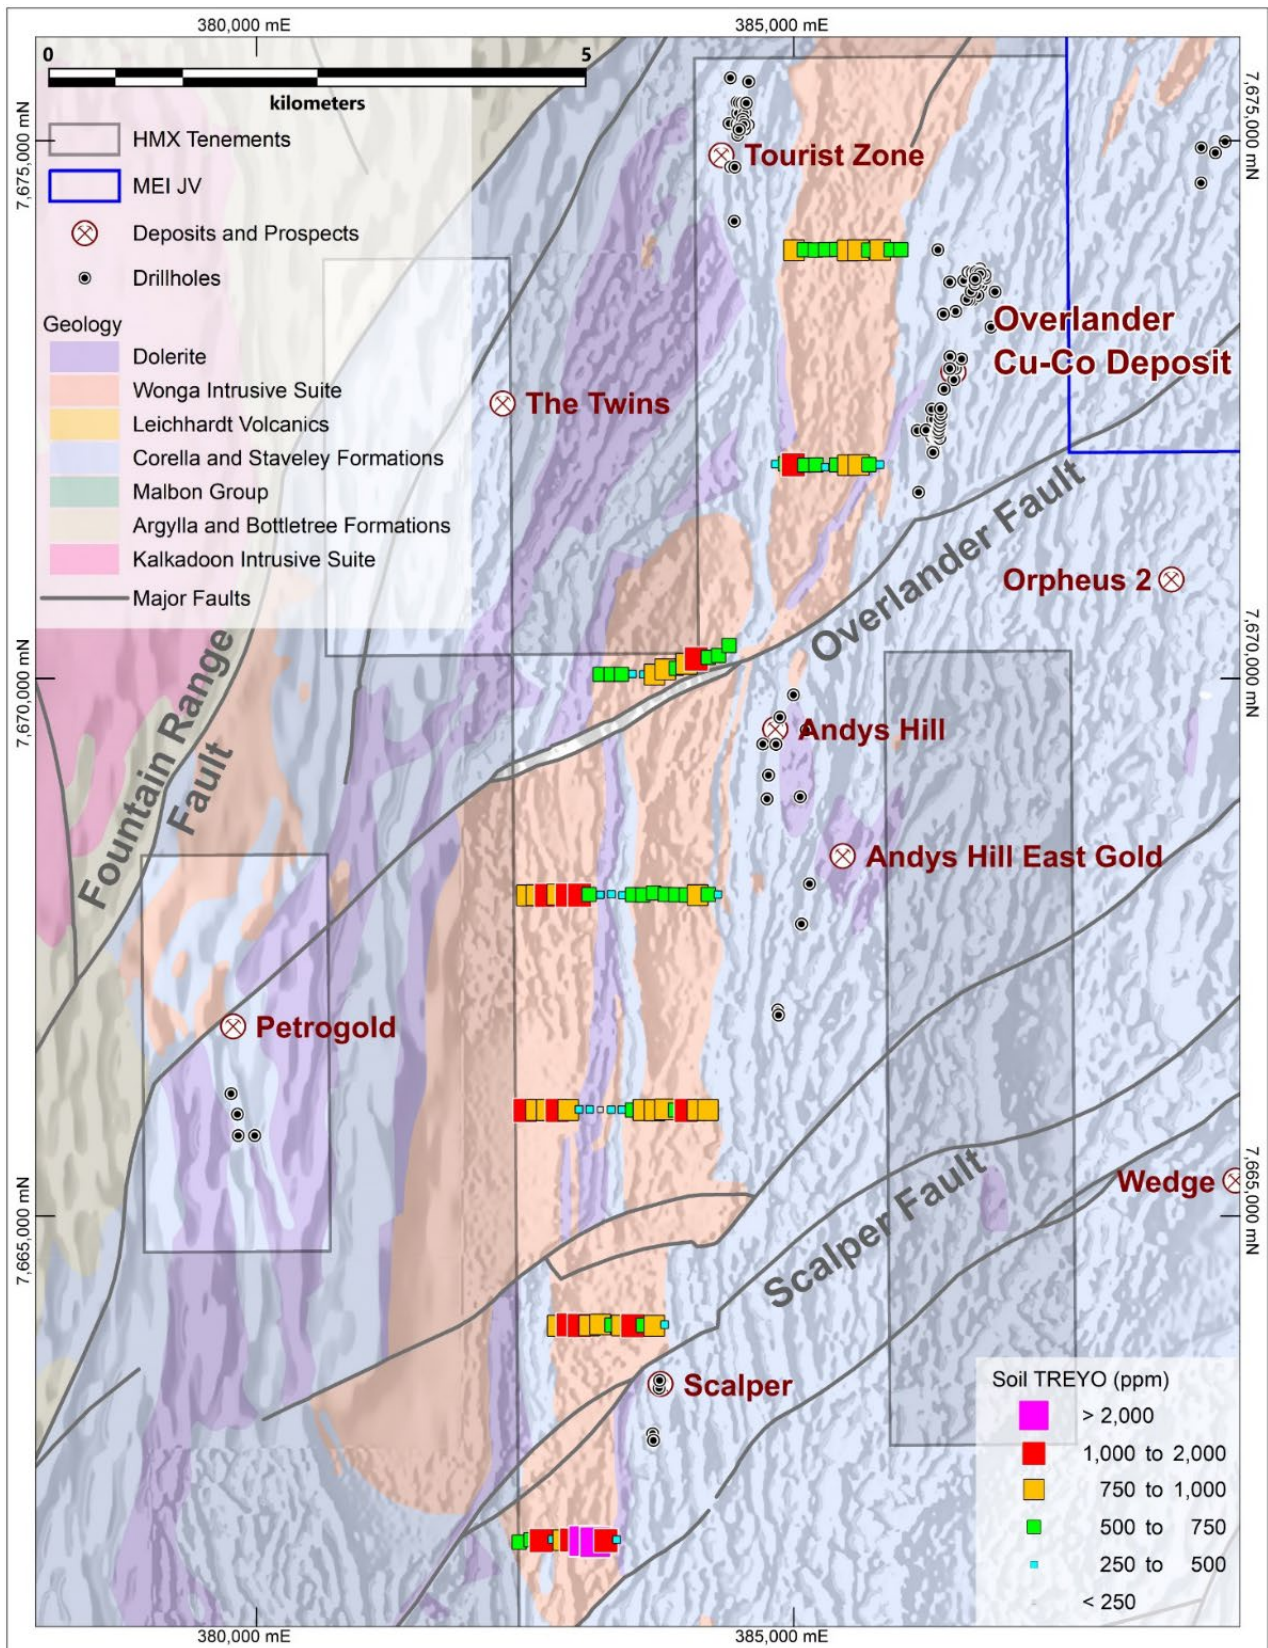 380,000 mE
385,000 mE
0
5
kilometers
HMX Tenements
MEI JV
Deposits and Prospects
Drillholes
Geology
Dolerite
Wonga Intrusive Suite
Leichhardt Volcanics
Corella and Staveley Formations
Malbon Group
Argylla and Bottletree Formations
Kalkadoon Intrusive Suite
Major Faults
7,675,000 mN
7,675,000 mN
Tourist Zone
Overlander
Cu-Co Deposit
The Twins
Overlander Fault
Orpheus 2
7,670,000 mN
7,670,000 mN
Fountain Range
Fault
Andys Hill
Andys Hill East Gold
Petrogold
Wedge
Scalper Fault
7,665,000 mN
7,665,000 mN
Scalper
Soil TREYO (ppm)
> 2,000
1,000 to 2,000
750 to 1,000
500 to 750
250 to 500
< 250
380,000 mE
385,000 mE